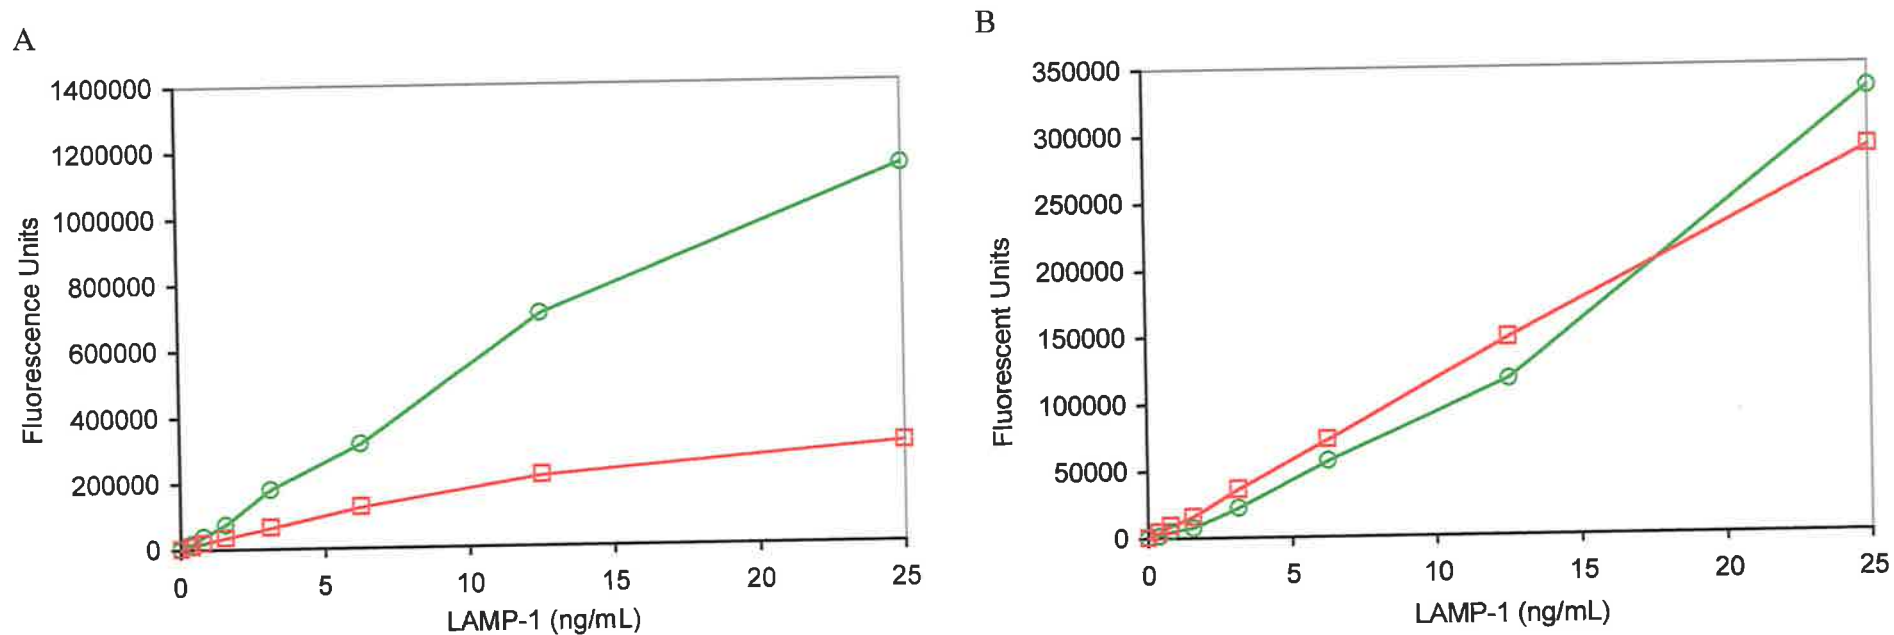 A
1400000
1200000
1000000
800000
600000
400000
200000
0
Fluorescence Units
0 5 10 15 20 25
LAMP-1 (ng/mL)
B
350000
300000
250000
200000
150000
100000
50000
0
Fluorescent Units
0 5 10 15 20 25
LAMP-1 (ng/mL)